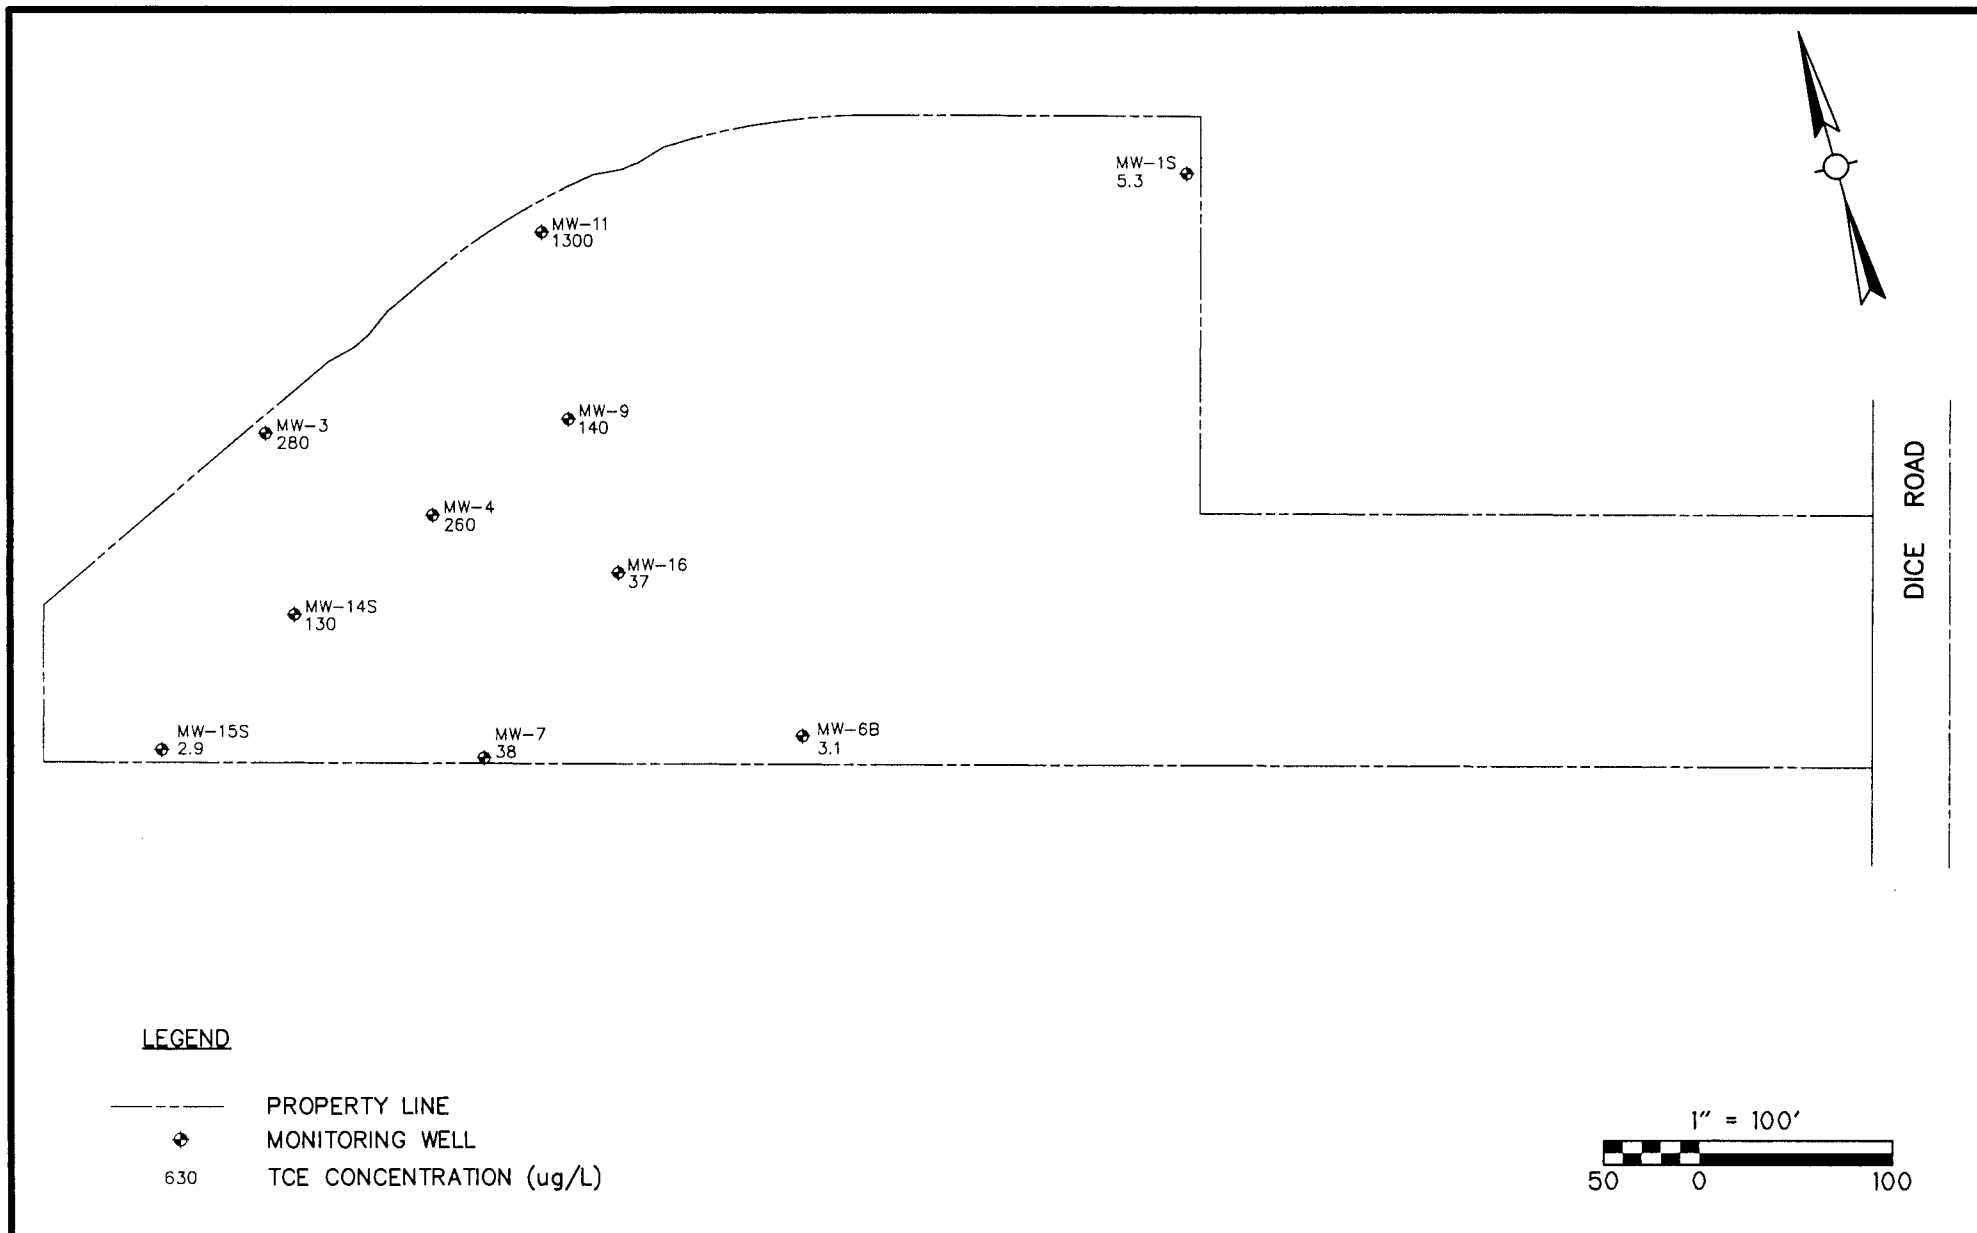 MW-1S
5.3
MW-11
1300
MW-9
140
MW-3
280
MW-4
260
MW-16
37
MW-14S
130
MW-15S
2.9
MW-7
38
MW-6B
3.1
DICE ROAD
LEGEND
PROPERTY LINE
MONITORING WELL
630 TCE CONCENTRATION (ug/L)
1" = 100'
50 0 100